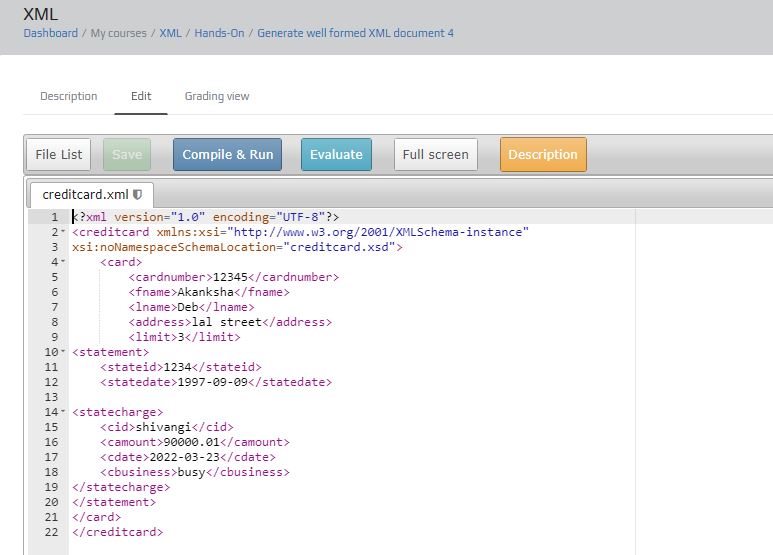 XML
Dashboard / My courses / XML / Hands-On / Generate well formed XML document 4
Description Edit Grading view
File List Save Compile & Run Evaluate Full screen Description
creditcard.xml
1 <?xml version="1.0" encoding="UTF-8"?>
2 <creditcard xmlns:xsi="http://www.w3.org/2001/XMLSchema-instance"
3 xsi:noNamespaceSchemaLocation="creditcard.xsd">
4 <card>
5 <cardnumber>12345</cardnumber>
6 <fname>Akanksha</fname>
7 <lname>Deb</lname>
8 <address>lal street</address>
9 <limit>3</limit>
10 <statement>
11 <stateid>1234</stateid>
12 <statedate>1997-09-09</statedate>
13
14 <statecharge>
15 <cid>shivangi</cid>
16 <camount>90000.01</camount>
17 <cdate>2022-03-23</cdate>
18 <cbusiness>busy</cbusiness>
19 </statecharge>
20 </statement>
21 </card>
22 </creditcard>